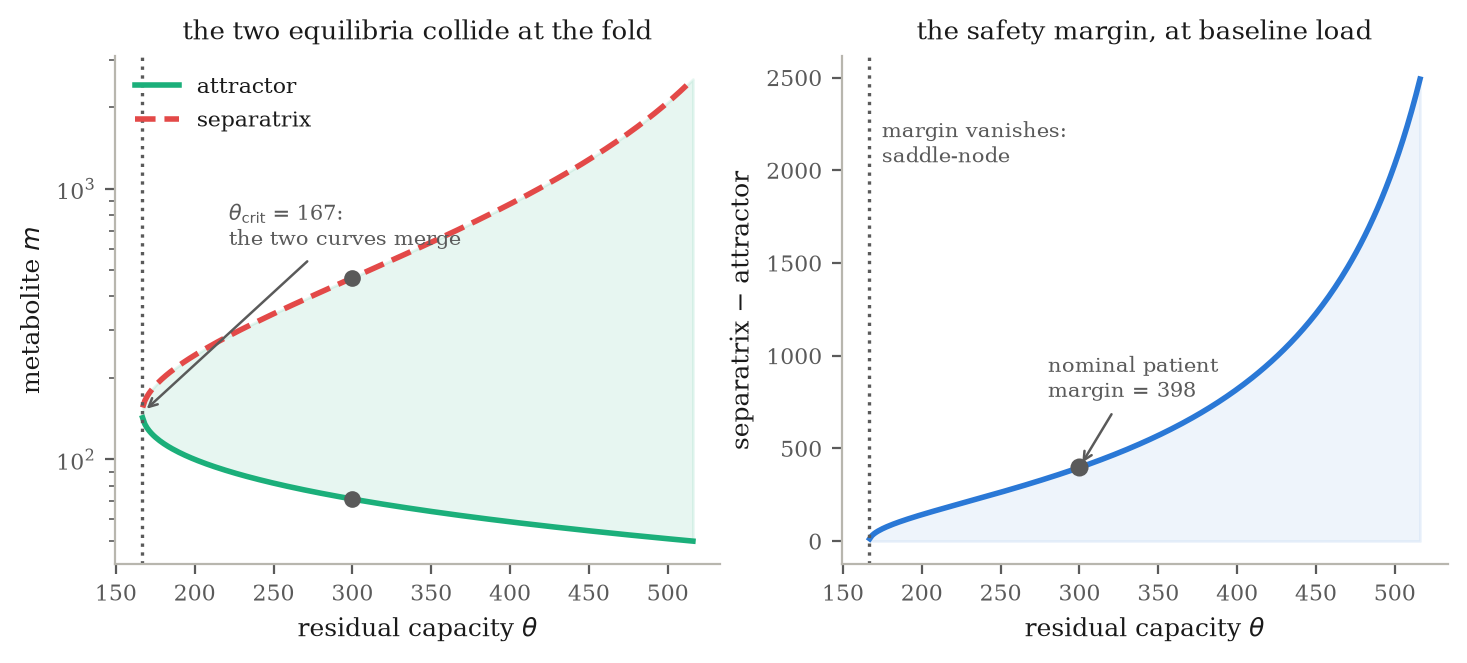 the two equilibria collide at the fold
attractor
separatrix
θcrit = 167:
the two curves merge
10³
10²
metabolite m
150 200 250 300 350 400 450 500
residual capacity θ
the safety margin, at baseline load
margin vanishes:
saddle-node
nominal patient
margin = 398
2500
2000
1500
1000
500
0
separatrix − attractor
150 200 250 300 350 400 450 500
residual capacity θ